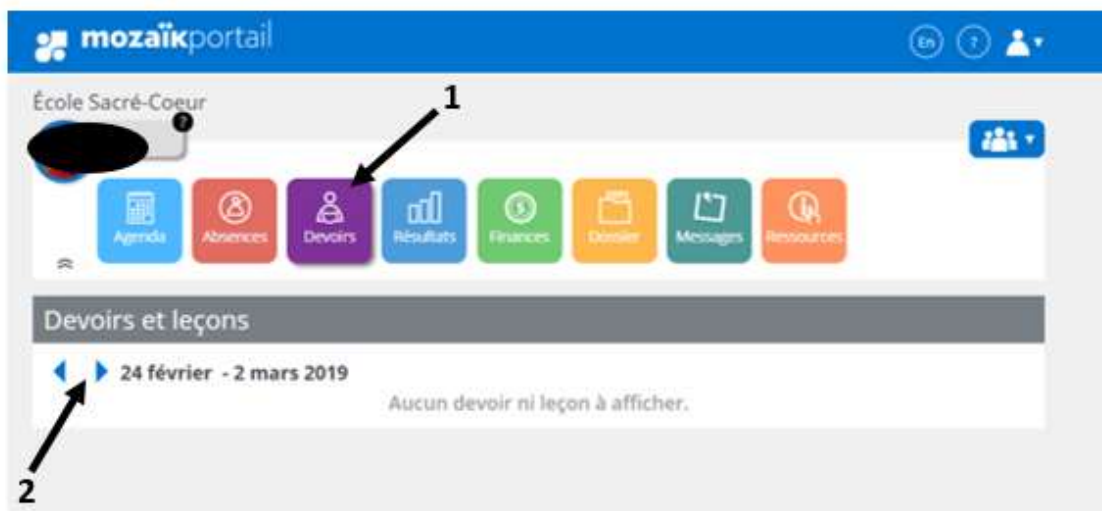 mozaïkportail
En ?
École Sacré-Coeur
1
?
Agenda Absences Devoirs Résultats Finances Dossier Messages Ressources
Devoirs et leçons
24 février - 2 mars 2019
Aucun devoir ni leçon à afficher.
2